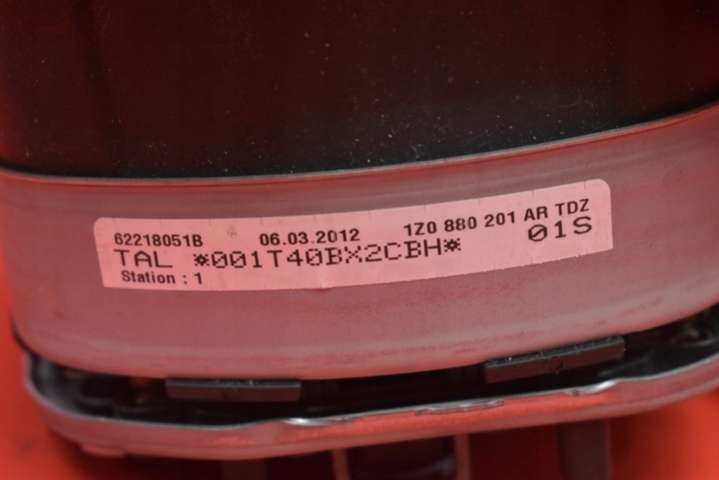 62218051B 06.03.2012 1Z0 880 201 AR TDZ
TAL *001T40BX2CBH* 01S
Station : 1